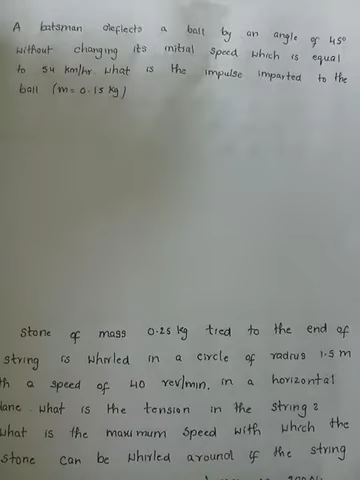 A batsman deflects a ball by an angle of 45°
without changing its initial speed which is equal
to 54 km/hr. what is the impulse imparted to the
ball (m = 0.15 kg)
Stone of mass 0.25 kg tied to the end of
string is whirled in a circle of radius 1.5 m
th a speed of 40 rev/min. in a horizontal
lane. what is the tension in the string?
what is the maximum speed with which the
stone can be whirled around if the string